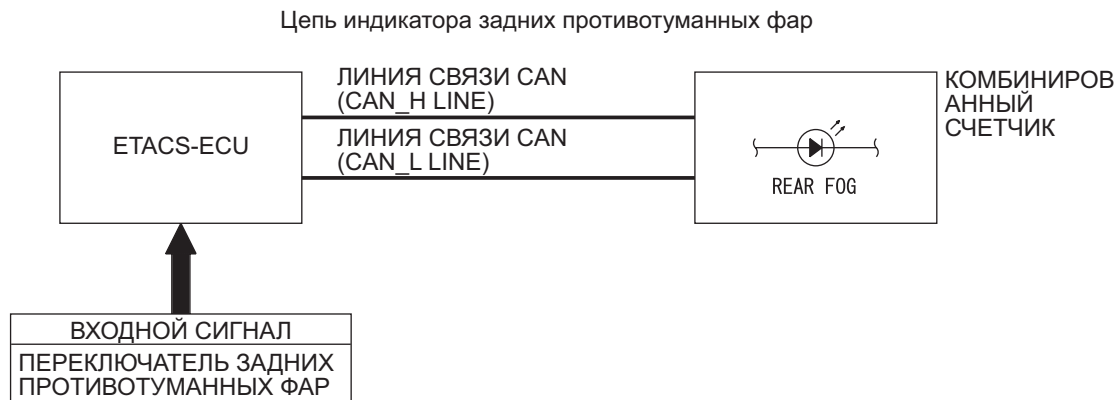 Цепь индикатора задних противотуманных фар
ЛИНИЯ СВЯЗИ CAN
(CAN_H LINE)
КОМБИНИРОВ
АННЫЙ
СЧЕТЧИК
ETACS-ECU
ЛИНИЯ СВЯЗИ CAN
(CAN_L LINE)
REAR FOG
ВХОДНОЙ СИГНАЛ
ПЕРЕКЛЮЧАТЕЛЬ ЗАДНИХ
ПРОТИВОТУМАННЫХ ФАР